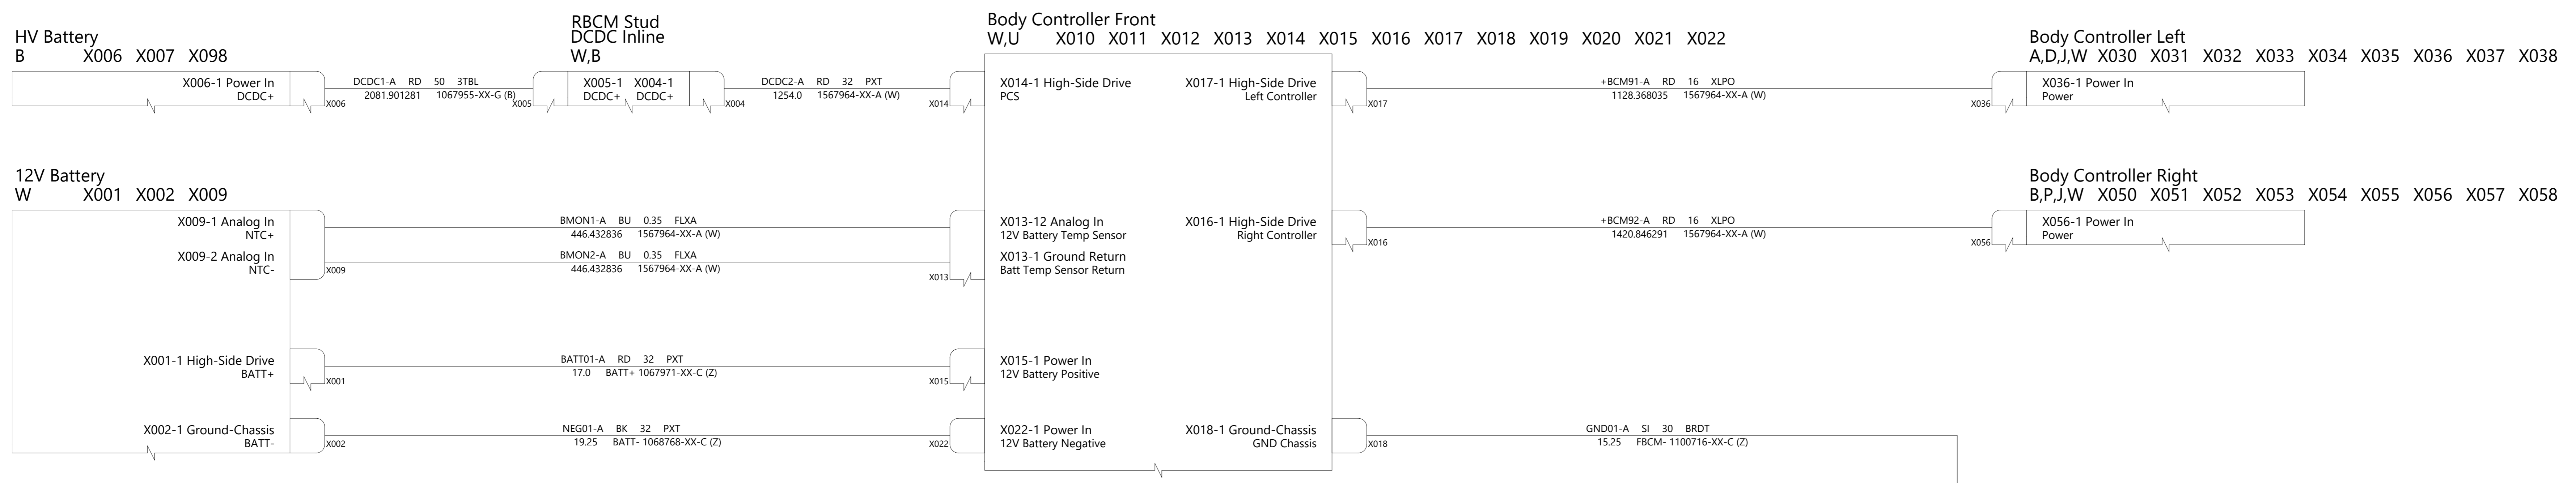 HV Battery
B X006 X007 X098
X006-1 Power In
DCDC+
X006
DCDC1-A RD 50 3TBL
2081.901281 1067955-XX-G (B)
X005
RBCM Stud
DCDC Inline
W,B
X005-1 X004-1
DCDC+ DCDC+
X004
DCDC2-A RD 32 PXT
1254.0 1567964-XX-A (W)
X014
Body Controller Front
W,U X010 X011 X012 X013 X014 X015 X016 X017 X018 X019 X020 X021 X022
X014-1 High-Side Drive
PCS
X017-1 High-Side Drive
Left Controller
X017
+BCM91-A RD 16 XLPO
1128.368035 1567964-XX-A (W)
X036
Body Controller Left
A,D,J,W X030 X031 X032 X033 X034 X035 X036 X037 X038
X036-1 Power In
Power
12V Battery
W X001 X002 X009
X009-1 Analog In
NTC+
X009-2 Analog In
NTC-
X009
BMON1-A BU 0.35 FLXA
446.432836 1567964-XX-A (W)
BMON2-A BU 0.35 FLXA
446.432836 1567964-XX-A (W)
X013
X013-12 Analog In
12V Battery Temp Sensor
X013-1 Ground Return
Batt Temp Sensor Return
X016-1 High-Side Drive
Right Controller
X016
+BCM92-A RD 16 XLPO
1420.846291 1567964-XX-A (W)
X056
Body Controller Right
B,P,J,W X050 X051 X052 X053 X054 X055 X056 X057 X058
X056-1 Power In
Power
X001-1 High-Side Drive
BATT+
X001
BATT01-A RD 32 PXT
17.0 BATT+ 1067971-XX-C (Z)
X015
X015-1 Power In
12V Battery Positive
X002-1 Ground-Chassis
BATT-
X002
NEG01-A BK 32 PXT
19.25 BATT- 1068768-XX-C (Z)
X022
X022-1 Power In
12V Battery Negative
X018-1 Ground-Chassis
GND Chassis
X018
GND01-A SI 30 BRDT
15.25 FBCM- 1100716-XX-C (Z)